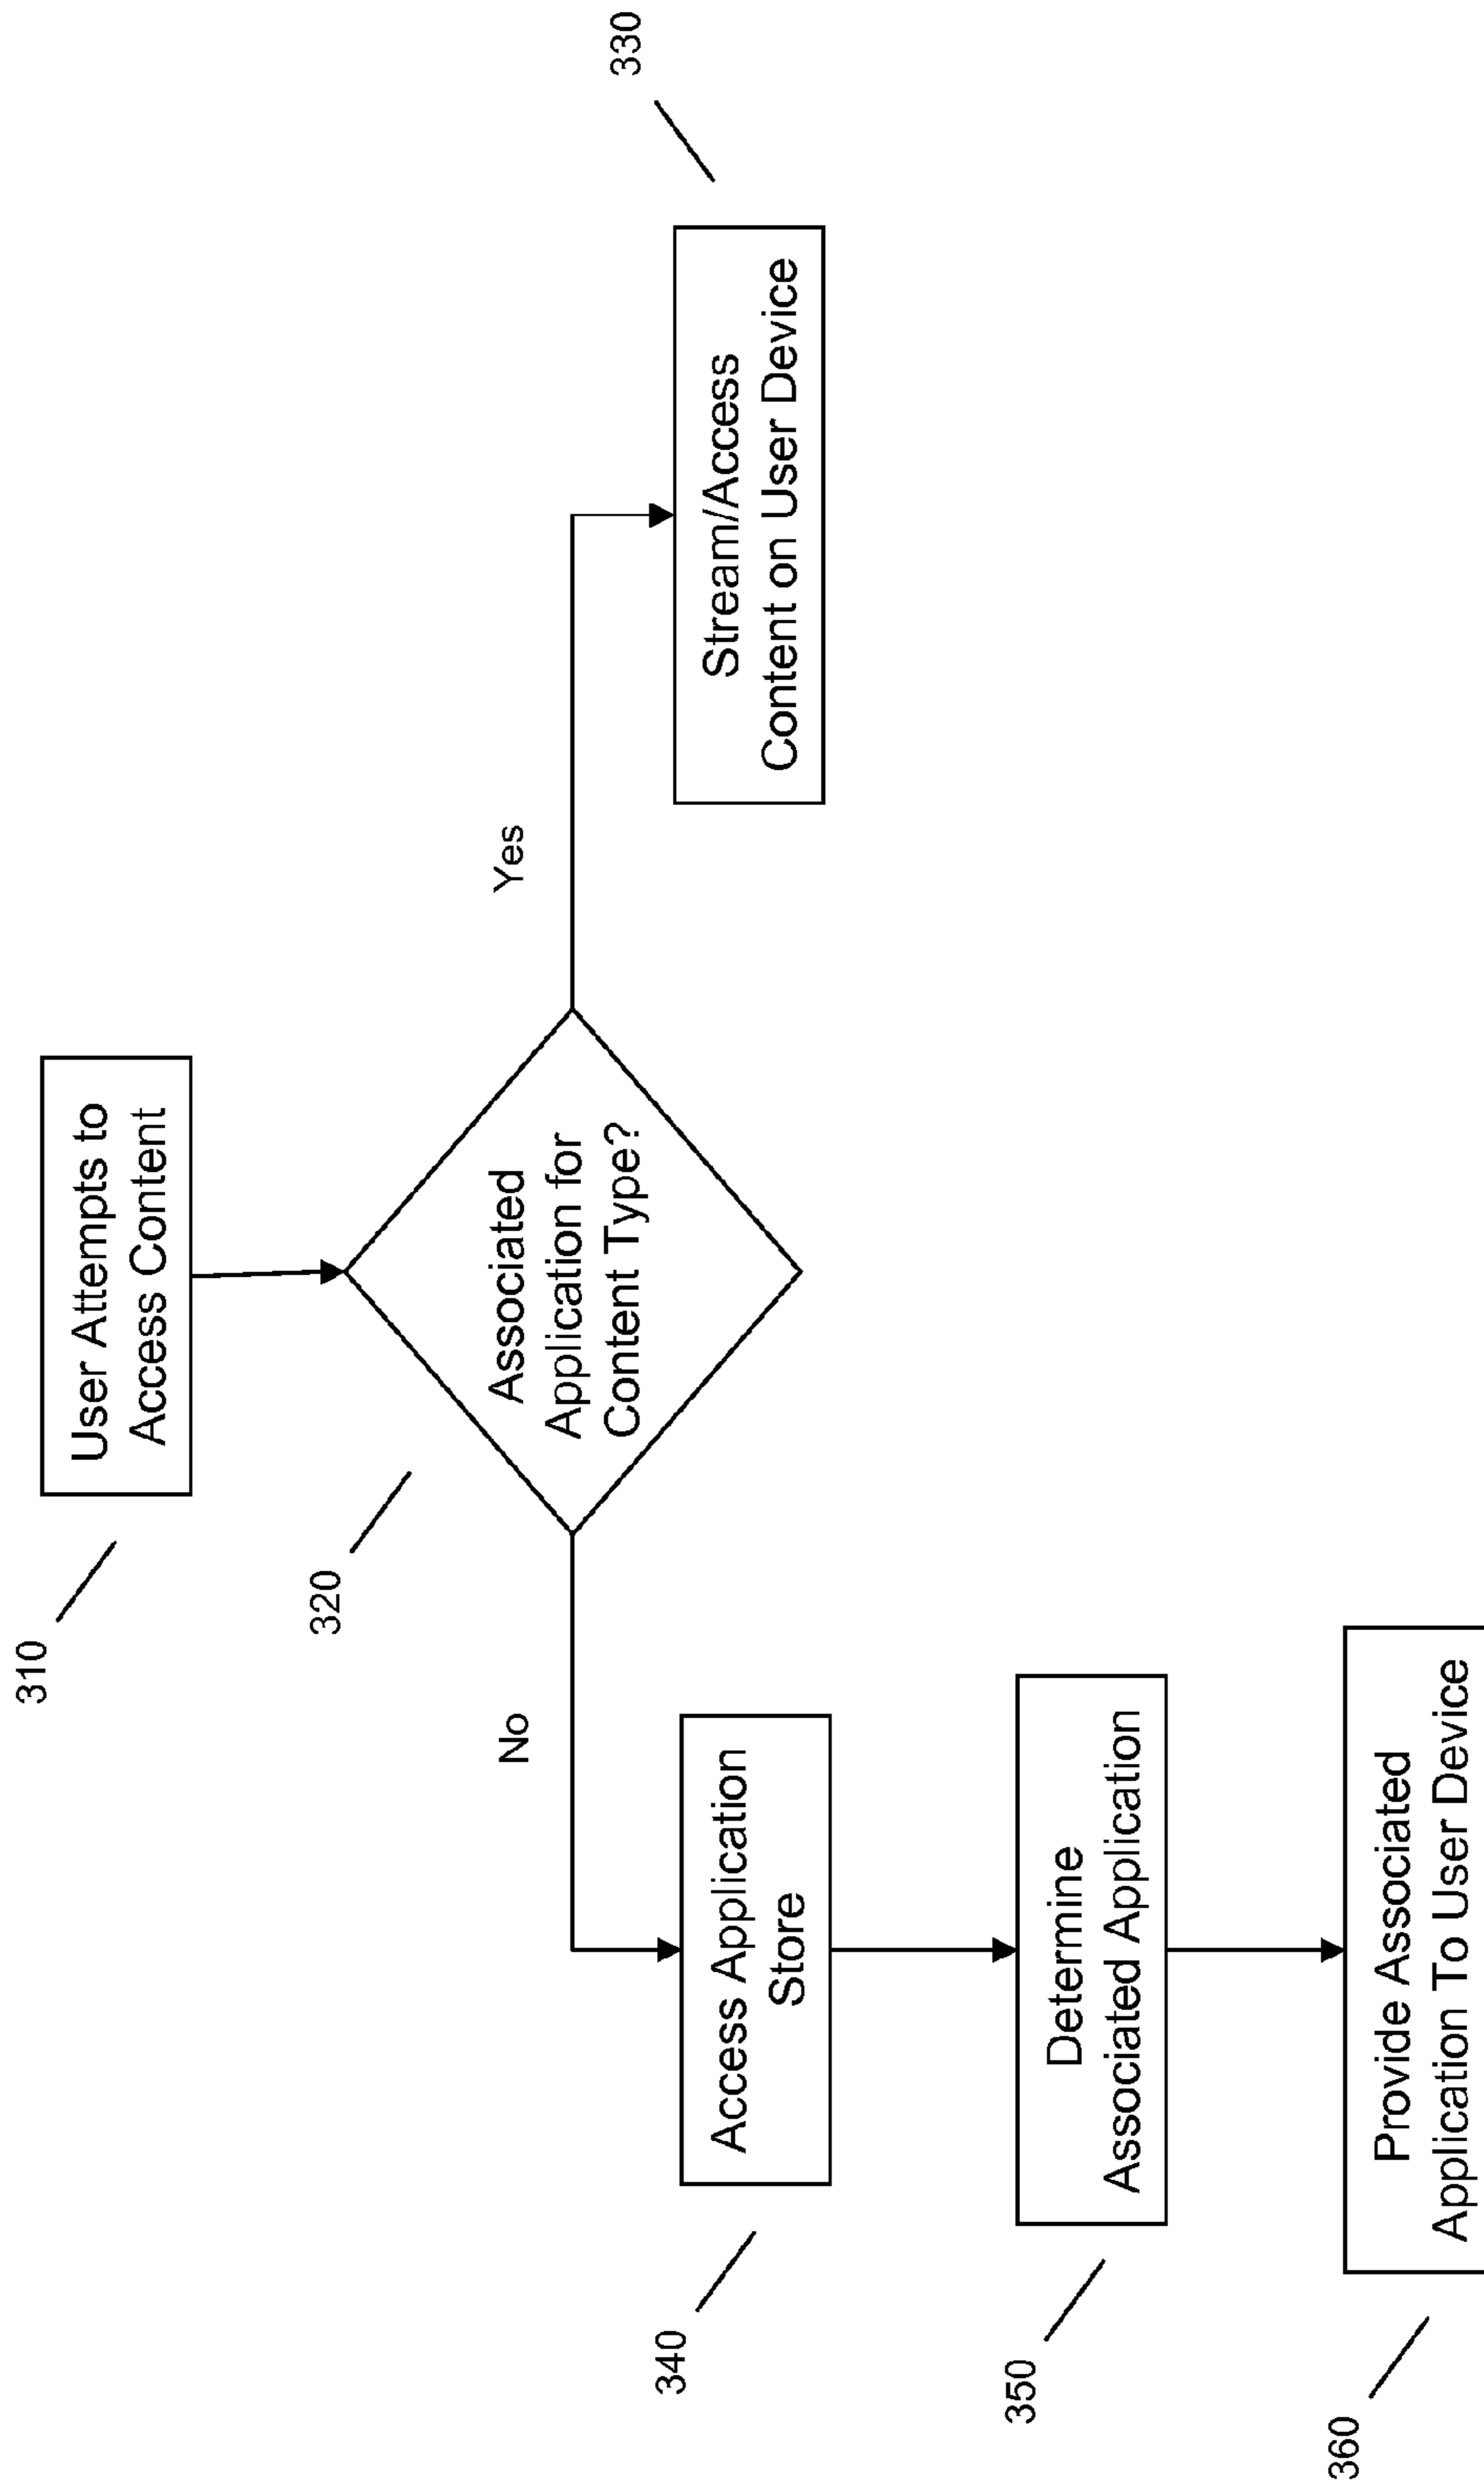 310
User Attempts to
Access Content
320
Associated
Application for
Content Type?
No
Yes
330
Stream/Access
Content on User Device
340
Access Application
Store
350
Determine
Associated Application
360
Provide Associated
Application To User Device